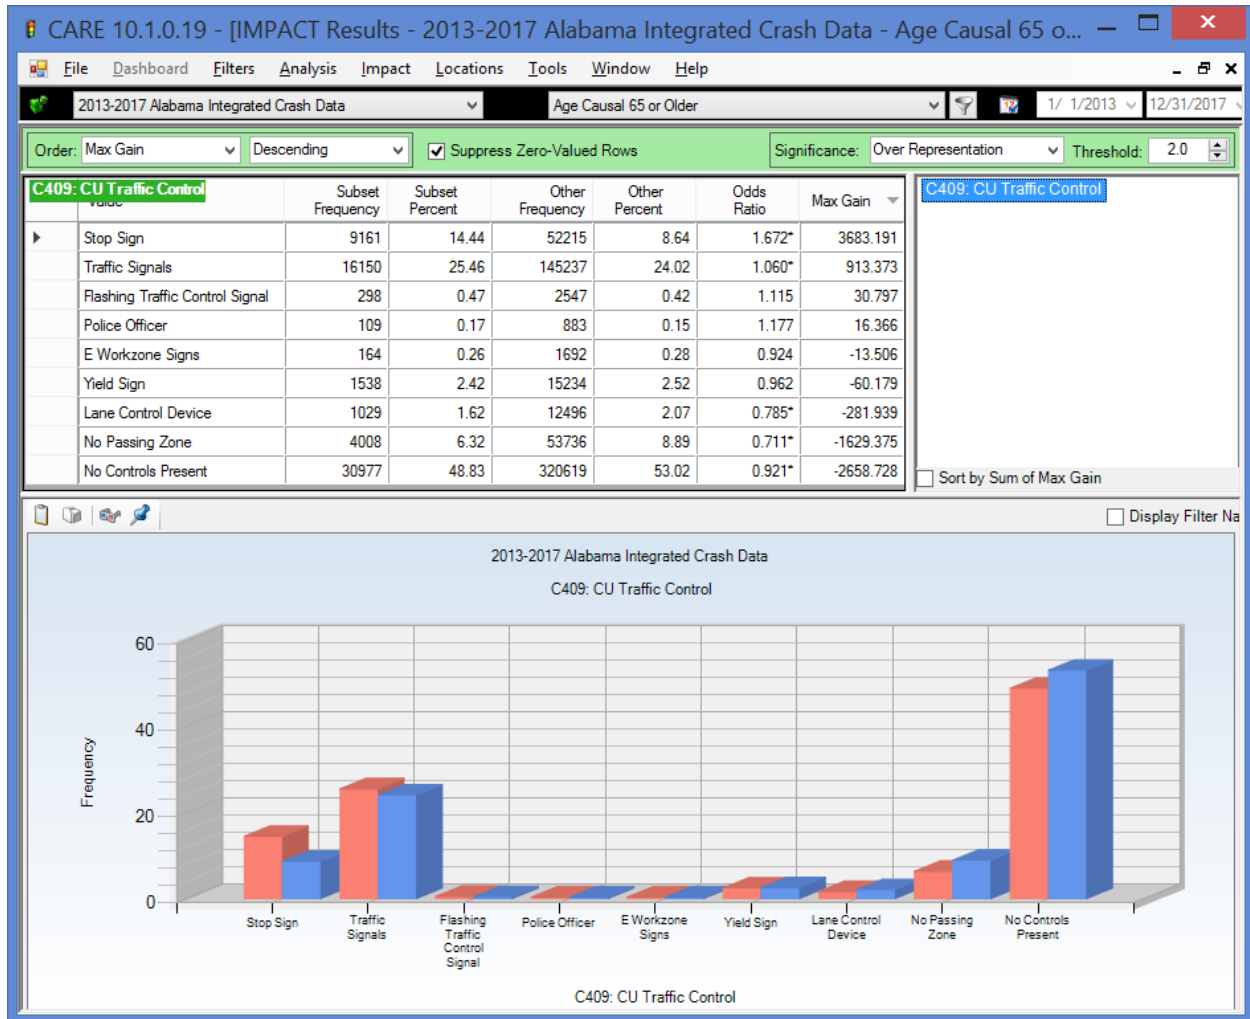 CARE 10.1.0.19 - [IMPACT Results - 2013-2017 Alabama Integrated Crash Data - Age Causal 65 o...
File Dashboard Filters Analysis Impact Locations Tools Window Help
2013-2017 Alabama Integrated Crash Data Age Causal 65 or Older 1/ 1/2013 12/31/2017
Order: Max Gain Descending Suppress Zero-Valued Rows Significance: Over Representation Threshold: 2.0
C409: CU Traffic Control Subset Frequency Subset Percent Other Frequency Other Percent Odds Ratio Max Gain
C409: CU Traffic Control
Stop Sign 9161 14.44 52215 8.64 1.672* 3683.191
Traffic Signals 16150 25.46 145237 24.02 1.060* 913.373
Flashing Traffic Control Signal 298 0.47 2547 0.42 1.115 30.797
Police Officer 109 0.17 883 0.15 1.177 16.366
E Workzone Signs 164 0.26 1692 0.28 0.924 -13.506
Yield Sign 1538 2.42 15234 2.52 0.962 -60.179
Lane Control Device 1029 1.62 12496 2.07 0.785* -281.939
No Passing Zone 4008 6.32 53736 8.89 0.711* -1629.375
No Controls Present 30977 48.83 320619 53.02 0.921* -2658.728
Sort by Sum of Max Gain
Display Filter Na
2013-2017 Alabama Integrated Crash Data
C409: CU Traffic Control
60
40
20
0
Frequency
Stop Sign
Traffic
Signals
Flashing
Traffic
Control
Signal
Police Officer
E Workzone
Signs
Yield Sign
Lane Control
Device
No Passing
Zone
No Controls
Present
C409: CU Traffic Control